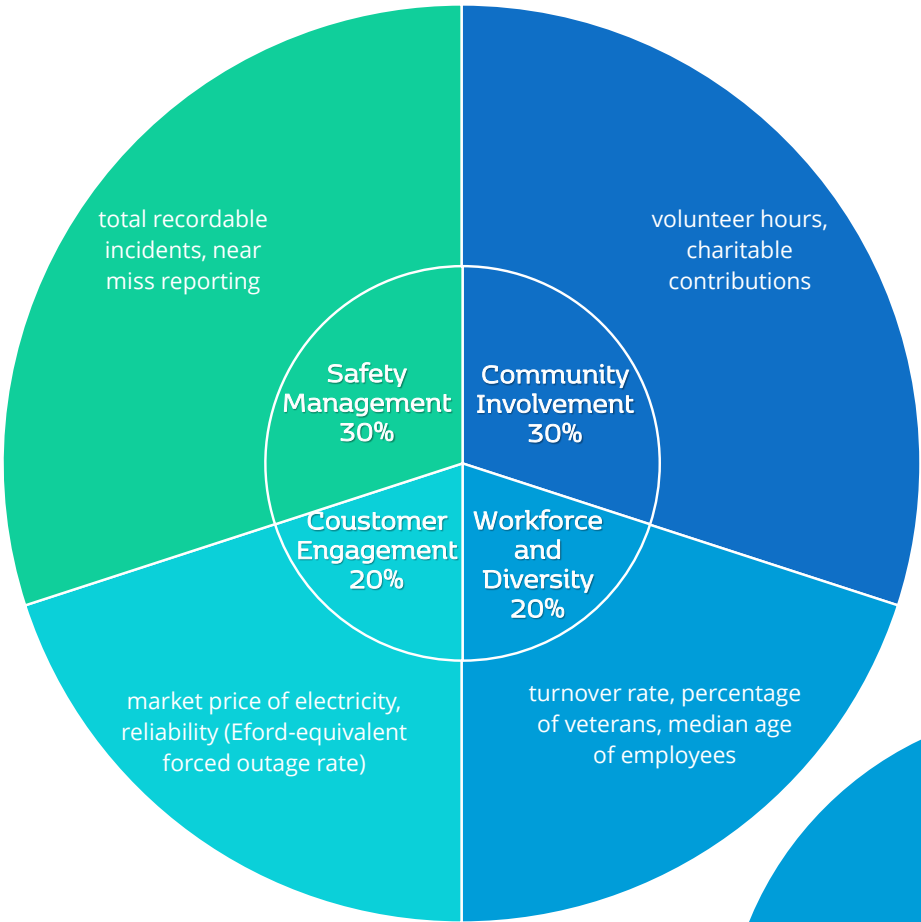 total recordable
incidents, near
miss reporting
volunteer hours,
charitable
contributions
Safety
Management
30%
Community
Involvement
30%
Coustomer
Engagement
20%
Workforce
and
Diversity
20%
market price of electricity,
reliability (Eford-equivalent
forced outage rate)
turnover rate, percentage
of veterans, median age
of employees